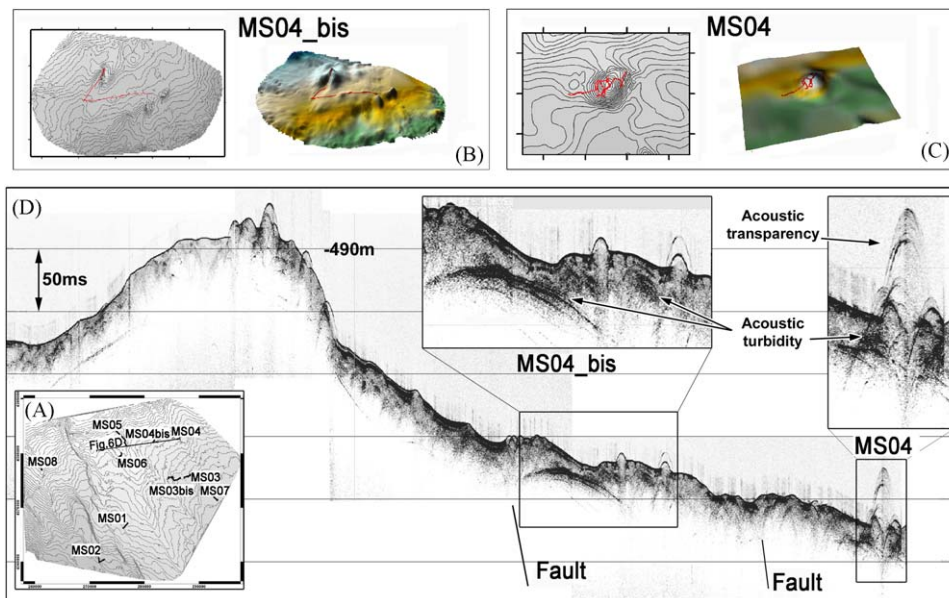 MS04_bis
(B)
MS04
(C)
(D)
-490m
50ms
Acoustic
transparency
Acoustic
turbidity
MS04_bis
MS04
(A)
MS05
MS04bis
MS04
Fig.6D
MS08
MS06
MS03
MS03bis
MS07
MS01
MS02
Fault
Fault